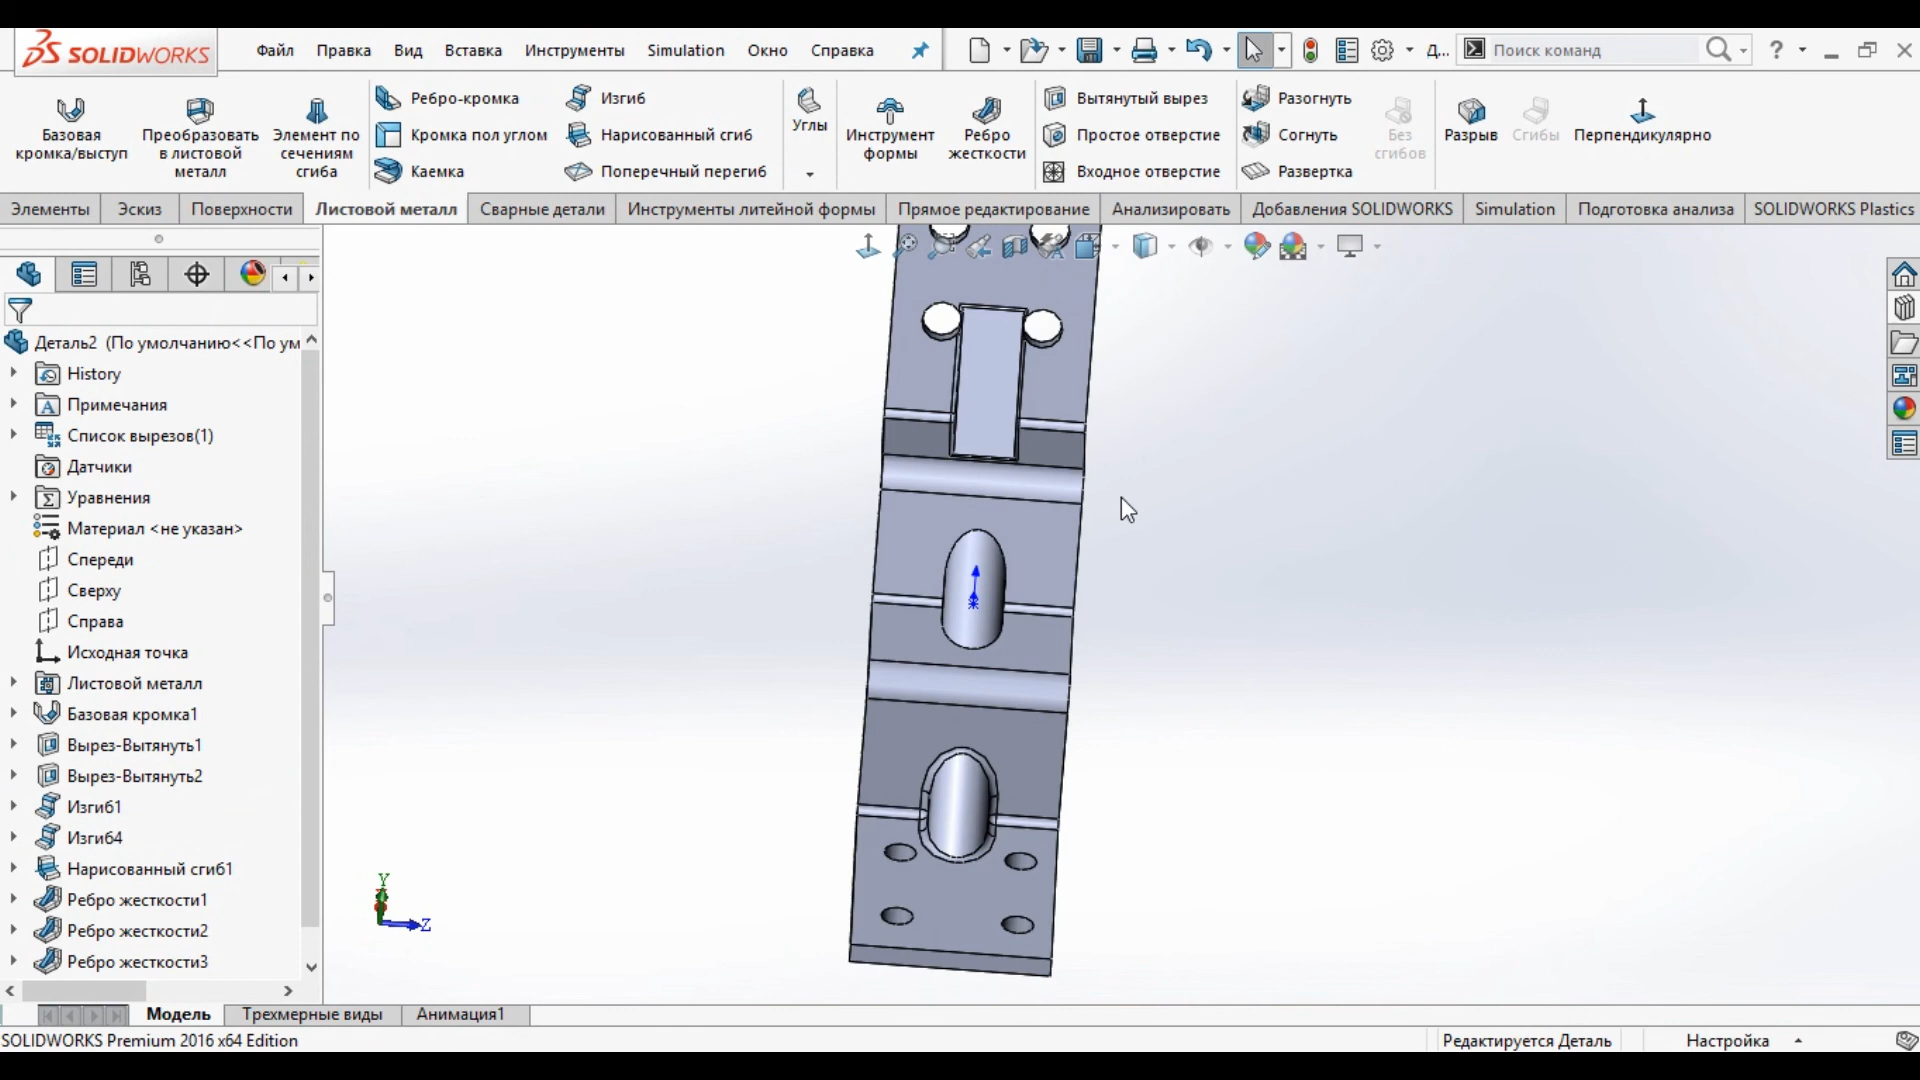 SOLIDWORKS Файл Правка Вид Вставка Инструменты Simulation Окно Справка Д... Поиск команд ?
Базовая кромка/выступ
Преобразовать в листовой металл
Элемент по сечениям сгиба
Ребро-кромка
Кромка под углом
Каемка
Изгиб
Нарисованный сгиб
Поперечный перегиб
Углы
Инструмент формы
Ребро жесткости
Вытянутый вырез
Простое отверстие
Входное отверстие
Разогнуть
Согнуть
Развертка
Без сгибов
Разрыв
Сгибы
Перпендикулярно
Элементы Эскиз Поверхности Листовой металл Сварные детали Инструменты литейной формы Прямое редактирование Анализировать Добавления SOLIDWORKS Simulation Подготовка анализа SOLIDWORKS Plastics
Деталь2 (По умолчанию<<По ум
History
Примечания
Список вырезов(1)
Датчики
Уравнения
Материал <не указан>
Спереди
Сверху
Справа
Исходная точка
Листовой металл
Базовая кромка1
Вырез-Вытянуть1
Вырез-Вытянуть2
Изгиб1
Изгиб4
Нарисованный сгиб1
Ребро жесткости1
Ребро жесткости2
Ребро жесткости3
Y
Z
Модель Трехмерные виды Анимация1
SOLIDWORKS Premium 2016 x64 Edition Редактируется Деталь Настройка